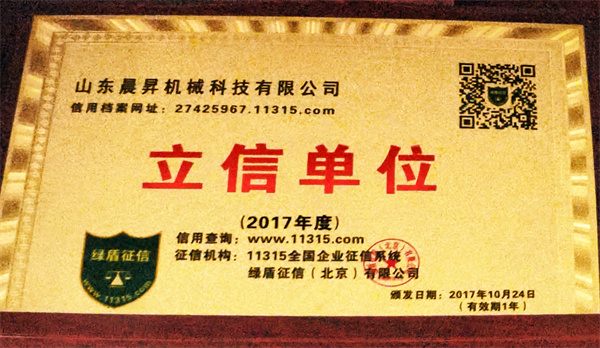 山东晨昇机械科技有限公司
信用档案网址：27425967.11315.com
立信单位
(2017年度)
信用查询：www.11315.com
征信机构：11315全国企业征信系统
绿盾征信（北京）有限公司
绿盾征信
www.11315.com
颁发日期：2017年10月24日
（有效期1年）